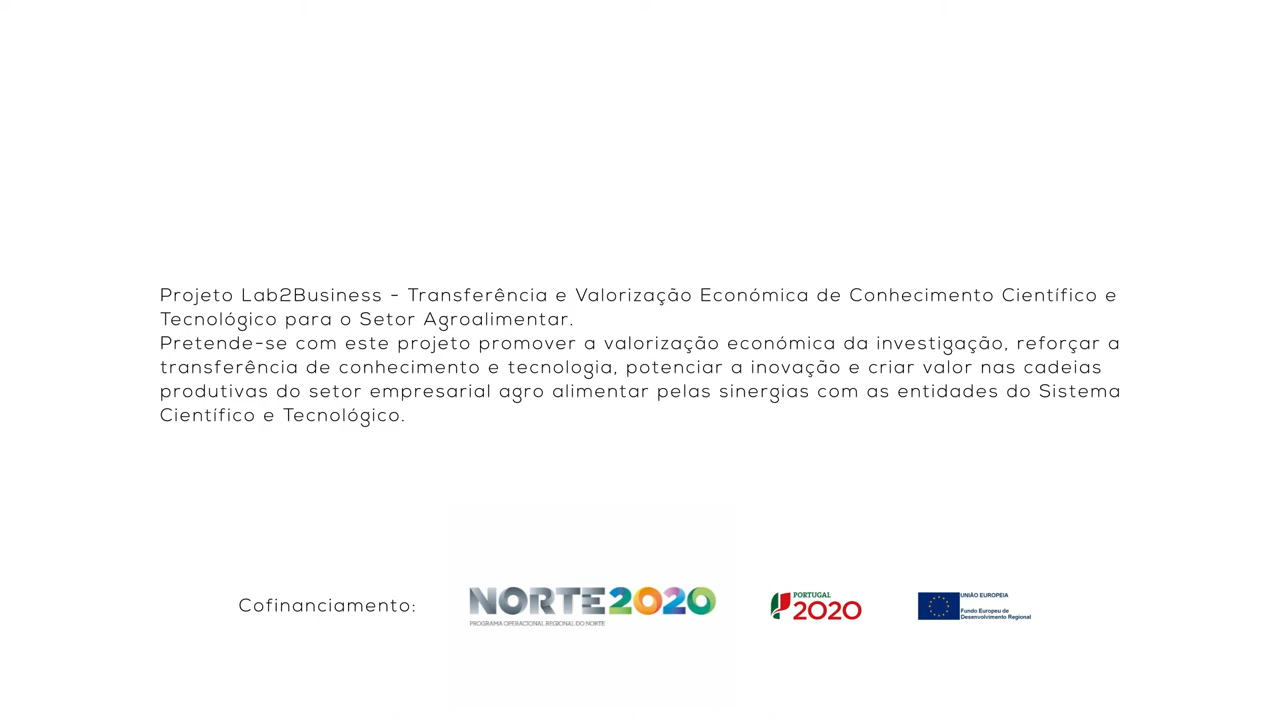 Projeto Lab2Business - Transferência e Valorização Económica de Conhecimento Científico e
Tecnológico para o Setor Agroalimentar.
Pretende-se com este projeto promover a valorização económica da investigação, reforçar a
transferência de conhecimento e tecnologia, potenciar a inovação e criar valor nas cadeias
produtivas do setor empresarial agro alimentar pelas sinergias com as entidades do Sistema
Científico e Tecnológico.
Cofinanciamento:
NORTE2020
PROGRAMA OPERACIONAL REGIONAL DO NORTE
PORTUGAL
2020
UNIÃO EUROPEIA
Fundo Europeu de
Desenvolvimento Regional